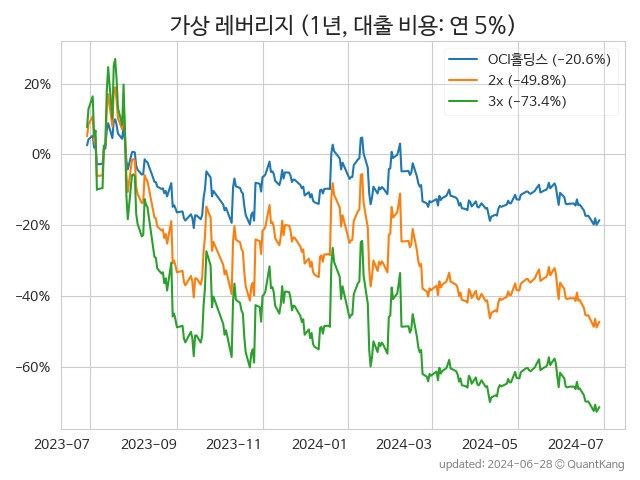 가상 레버리지 (1년, 대출 비용: 연 5%)
OCI홀딩스 (−20.6%)
2x (−49.8%)
3x (−73.4%)
20%
0%
−20%
−40%
−60%
2023-07
2023-09
2023-11
2024-01
2024-03
2024-05
2024-07
updated: 2024-06-28 © QuantKang